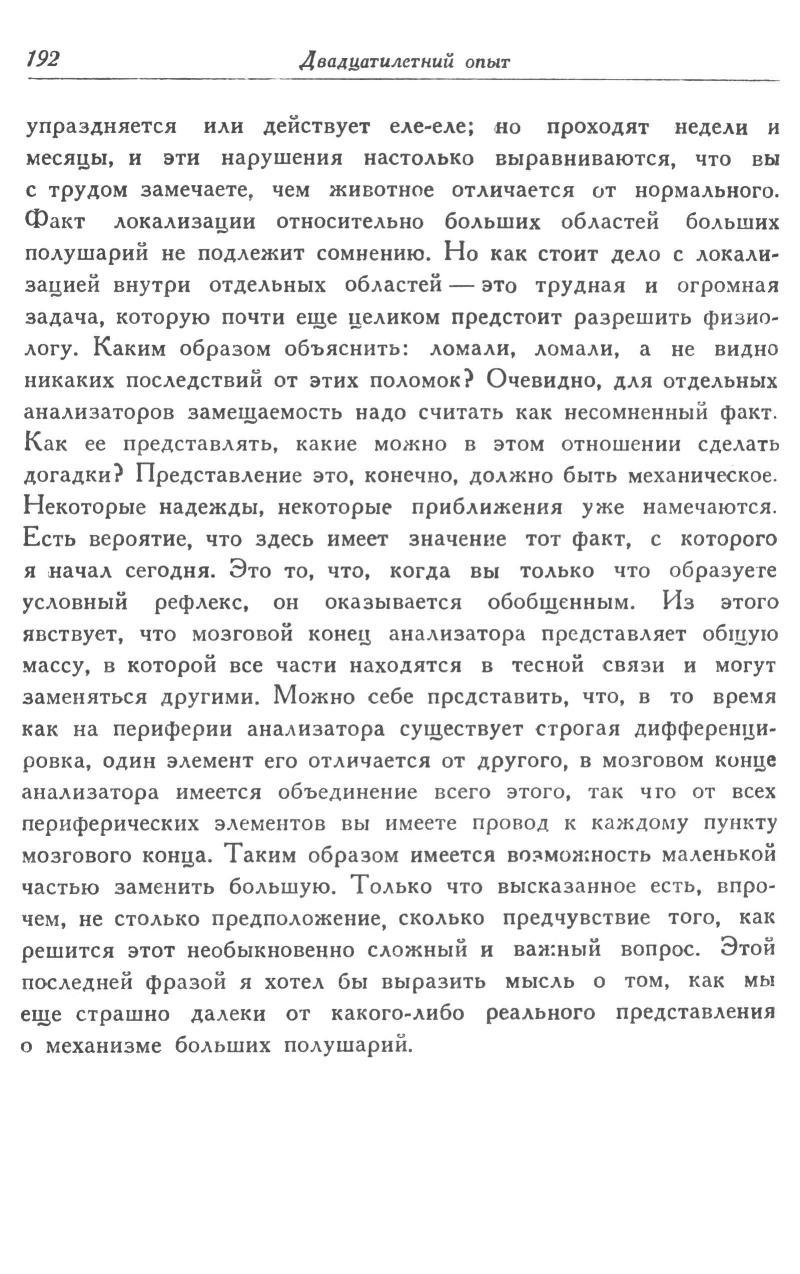 192 Двадцатилетний опыт
упраздняется или действует еле-еле; но проходят недели и
месяцы, и эти нарушения настолько выравниваются, что вы
с трудом замечаете, чем животное отличается от нормального.
Факт локализации относительно больших областей больших
полушарий не подлежит сомнению. Но как стоит дело с локали-
зацией внутри отдельных областей — это трудная и огромная
задача, которую почти еще целиком предстоит разрешить физио-
логу. Каким образом объяснить: ломали, ломали, а не видно
никаких последствий от этих поломок? Очевидно, для отдельных
анализаторов замещаемость надо считать как несомненный факт.
Как ее представлять, какие можно в этом отношении сделать
догадки? Представление это, конечно, должно быть механическое.
Некоторые надежды, некоторые приближения уже намечаются.
Есть вероятие, что здесь имеет значение тот факт, с которого
я начал сегодня. Это то, что, когда вы только что образуете
условный рефлекс, он оказывается обобщенным. Из этого
явствует, что мозговой конец анализатора представляет общую
массу, в которой все части находятся в тесной связи и могут
заменяться другими. Можно себе представить, что, в то время
как на периферии анализатора существует строгая дифференци-
ровка, один элемент его отличается от другого, в мозговом конце
анализатора имеется объединение всего этого, так что от всех
периферических элементов вы имеете провод к каждому пункту
мозгового конца. Таким образом имеется возможность маленькой
частью заменить большую. Только что высказанное есть, впро-
чем, не столько предположение, сколько предчувствие того, как
решится этот необыкновенно сложный и важный вопрос. Этой
последней фразой я хотел бы выразить мысль о том, как мы
еще страшно далеки от какого-либо реального представления
о механизме больших полушарий.